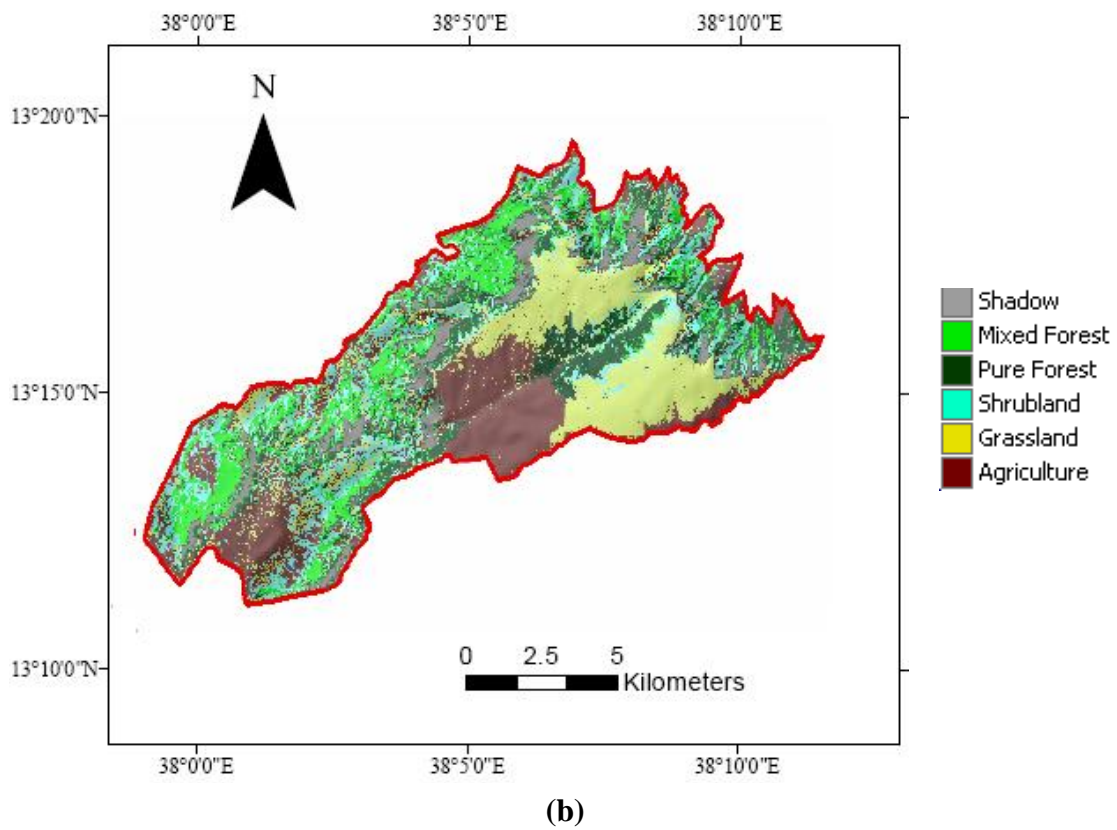 38°0'0"E 38°5'0"E 38°10'0"E
N
13°20'0"N
Shadow
Mixed Forest
Pure Forest
13°15'0"N
Shrubland
Grassland
Agriculture
13°10'0"N
0 2.5 5
Kilometers
38°0'0"E 38°5'0"E 38°10'0"E
(b)